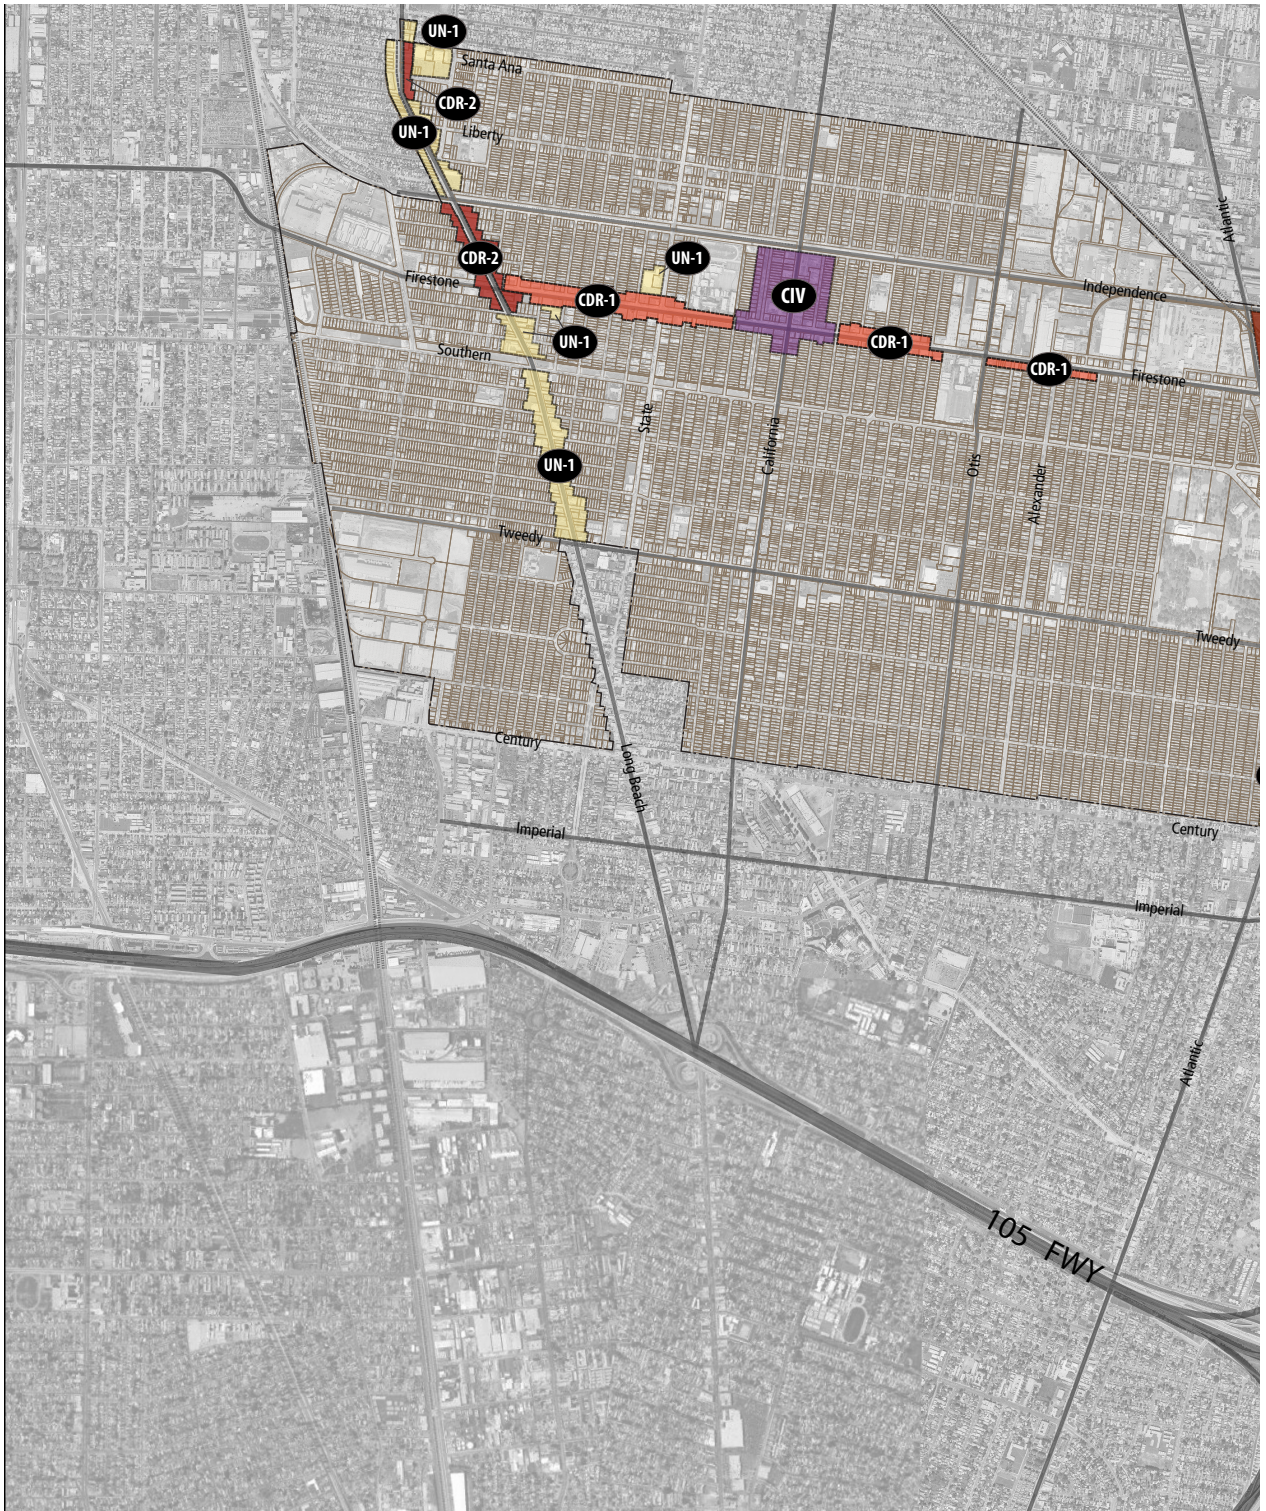 UN-1
Santa Ana
CDR-2
UN-1
Liberty
Atlantic
CDR-2
UN-1
Firestone
CDR-1
CIV
Independence
UN-1
CDR-1
Southern
CDR-1
Firestone
State
California
Otis
Alexander
UN-1
Tweedy
Tweedy
Century
Long Beach
Imperial
Century
Imperial
Atlantic
105 FWY